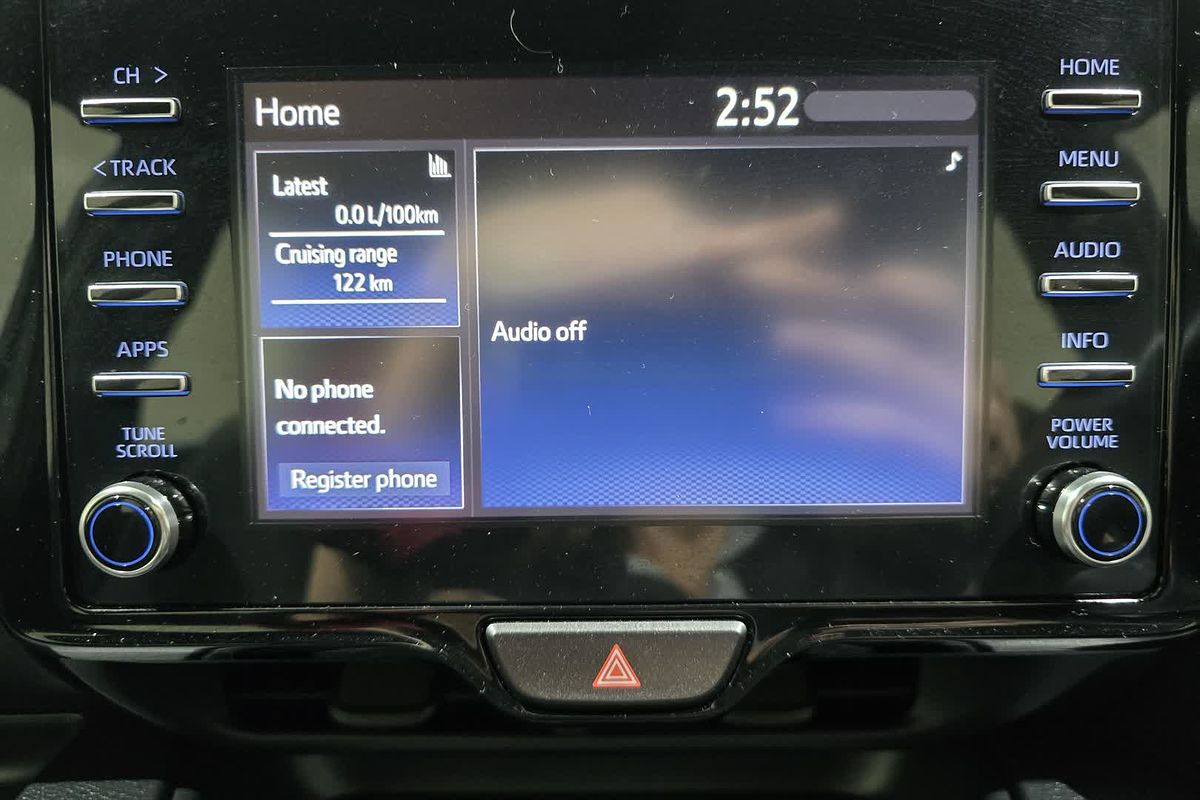 CH >
< TRACK
PHONE
APPS
TUNE
SCROLL
Home
2:52
Latest
0.0 L/100km
Cruising range
122 km
No phone
connected.
Register phone
Audio off
HOME
MENU
AUDIO
INFO
POWER
VOLUME